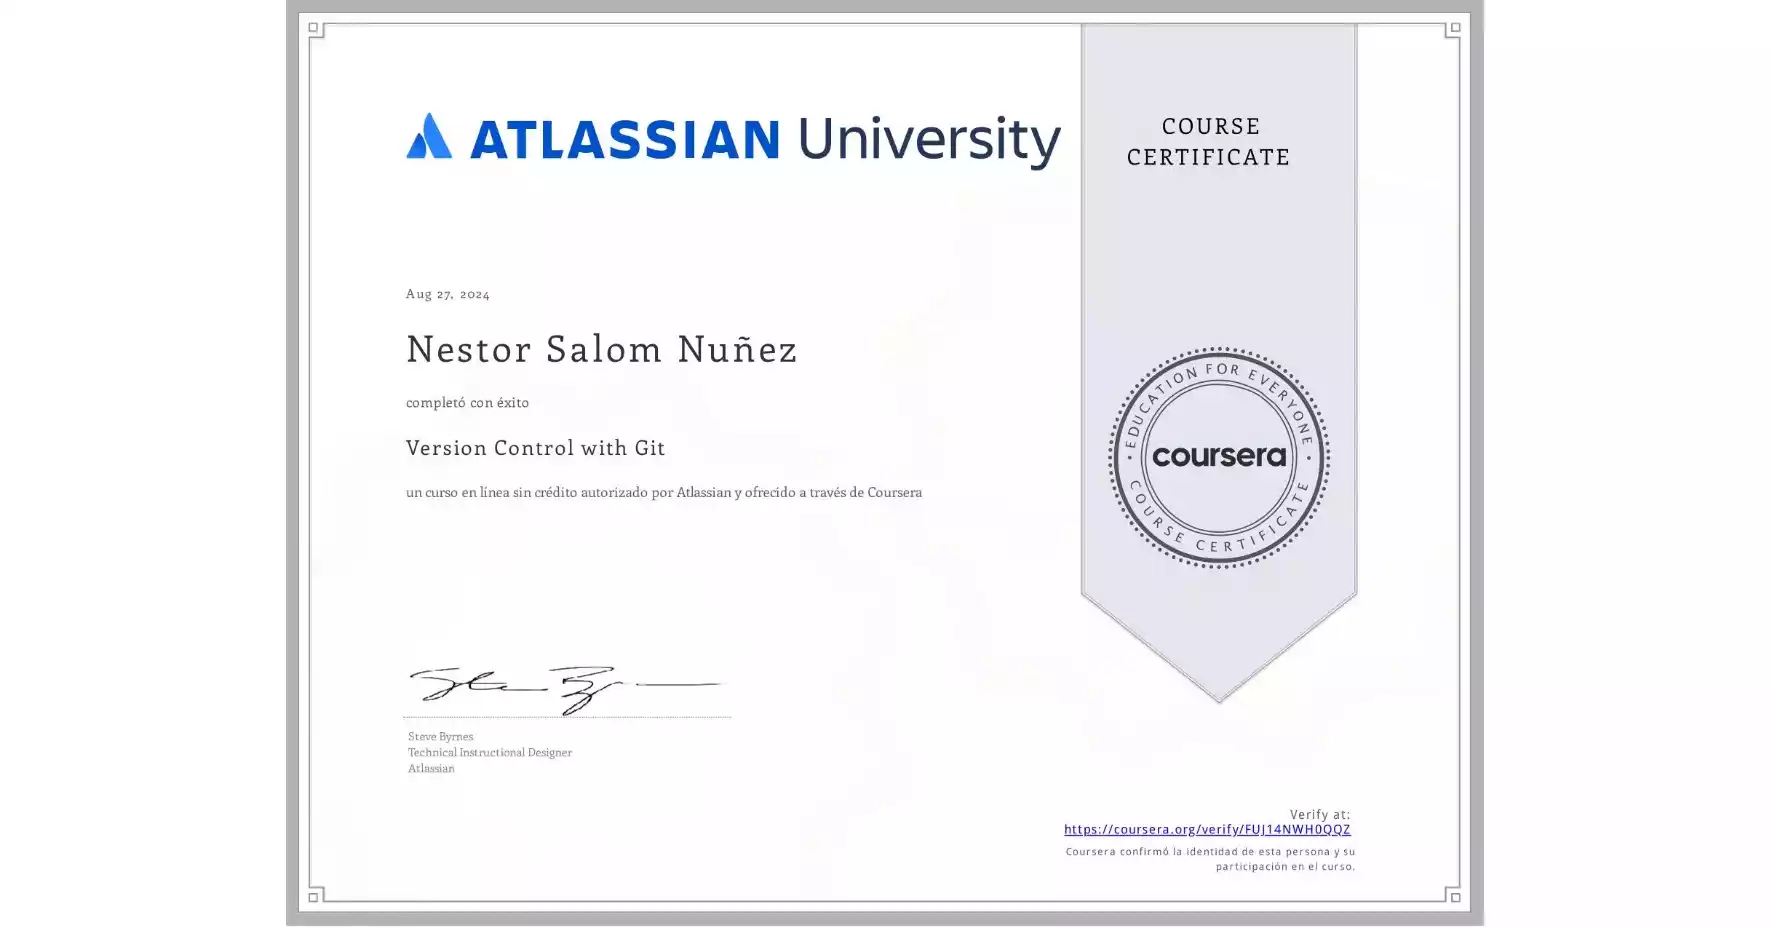 ATLASSIAN University
COURSE
CERTIFICATE
Aug 27, 2024
Nestor Salom Nuñez
completó con éxito
Version Control with Git
un curso en línea sin crédito autorizado por Atlassian y ofrecido a través de Coursera
EDUCATION FOR EVERYONE
coursera
COURSE CERTIFICATE
Steve Byrnes
Technical Instructional Designer
Atlassian
Verify at:
https://coursera.org/verify/FUJ14NWH0QQZ
Coursera confirmó la identidad de esta persona y su
participación en el curso.